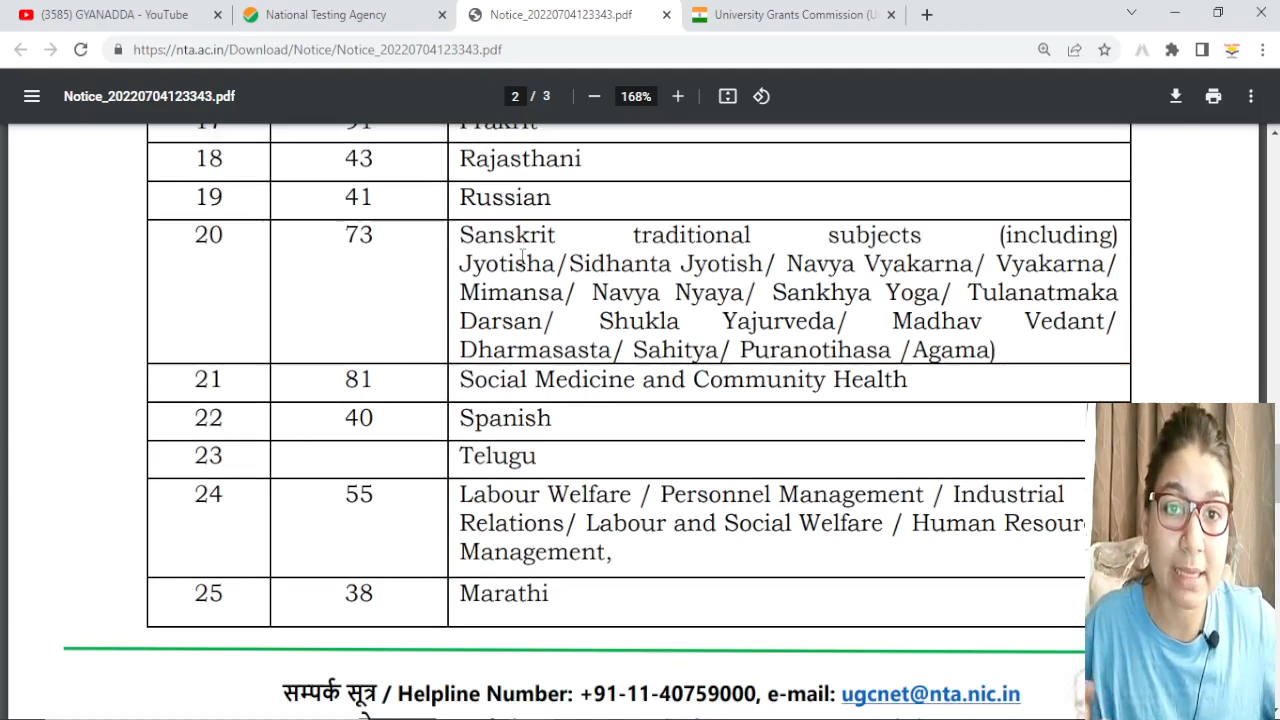 (3585) GYANADDA - YouTube
National Testing Agency
Notice_20220704123343.pdf
University Grants Commission (U
https://nta.ac.in/Download/Notice/Notice_20220704123343.pdf
Notice_20220704123343.pdf
2 / 3
168%
17 91 Prakrit
18 43 Rajasthani
19 41 Russian
20 73 Sanskrit traditional subjects (including)
Jyotisha/Sidhanta Jyotish/ Navya Vyakarna/ Vyakarna/
Mimansa/ Navya Nyaya/ Sankhya Yoga/ Tulanatmaka
Darsan/ Shukla Yajurveda/ Madhav Vedant/
Dharmasasta/ Sahitya/ Puranotihasa /Agama)
21 81 Social Medicine and Community Health
22 40 Spanish
23 Telugu
24 55 Labour Welfare / Personnel Management / Industrial
Relations/ Labour and Social Welfare / Human Resour
Management,
25 38 Marathi
सम्पर्क सूत्र / Helpline Number: +91-11-40759000, e-mail: ugcnet@nta.nic.in